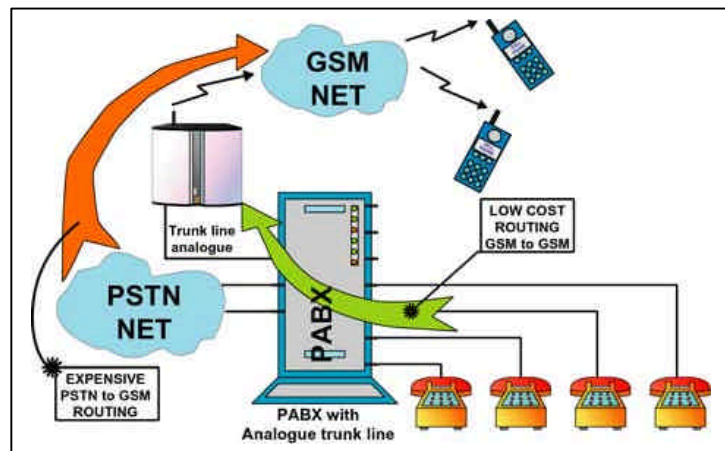 GSM
NET
Trunk line
analogue
LOW COST
ROUTING
GSM to GSM
PSTN
NET
PABX
EXPENSIVE
PSTN to GSM
ROUTING
PABX with
Analogue trunk line